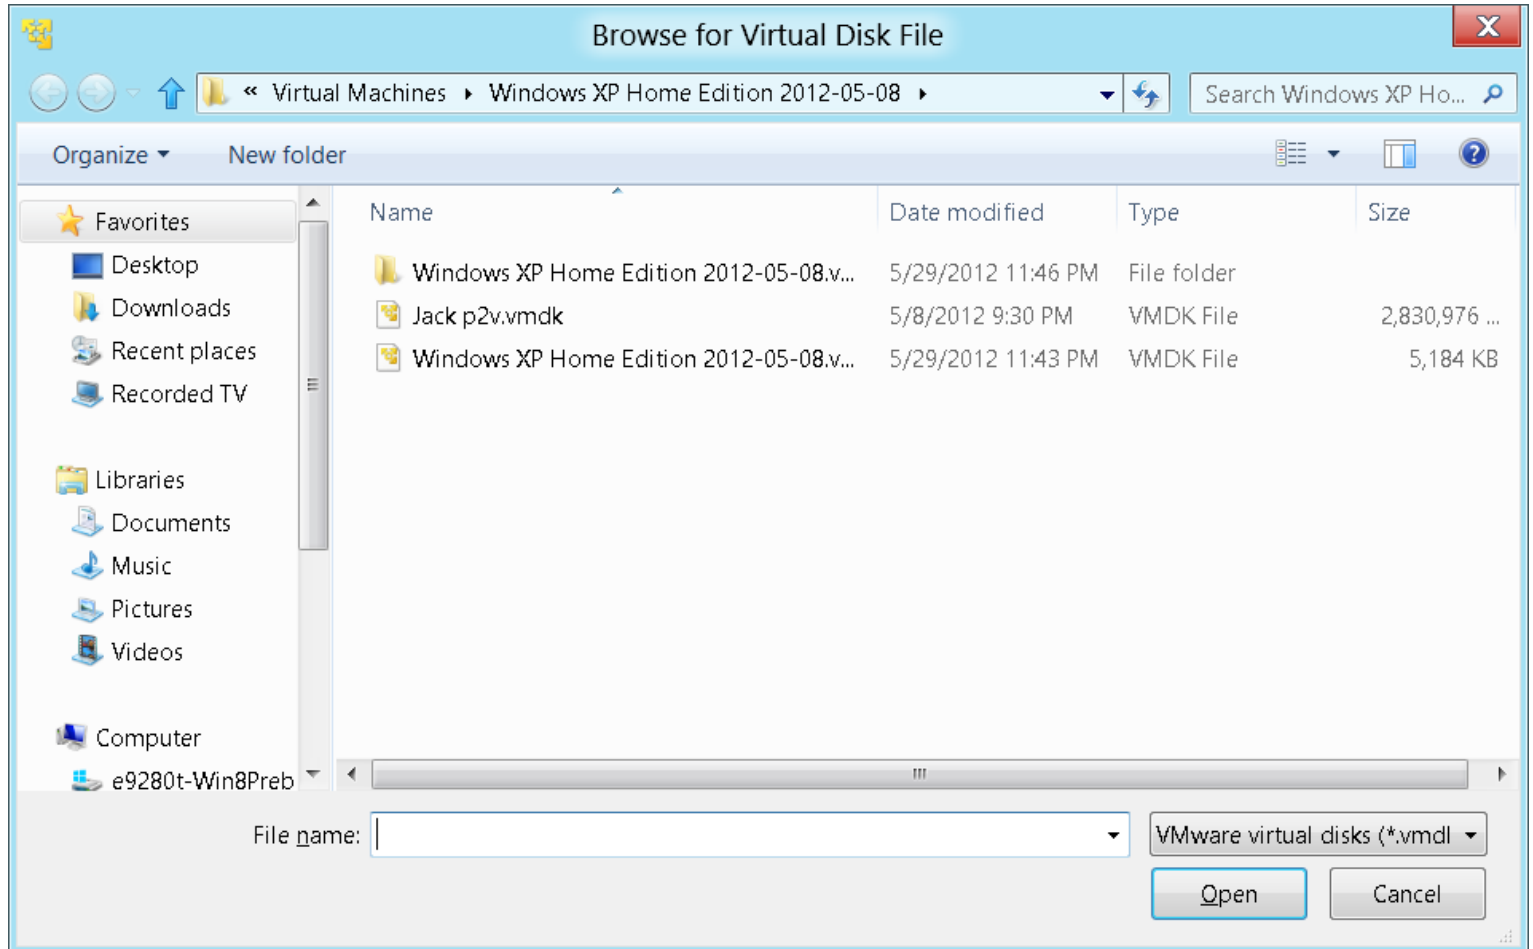 Browse for Virtual Disk File
X
« Virtual Machines ▸ Windows XP Home Edition 2012-05-08 ▸
Search Windows XP Ho...
Organize
New folder
?
Favorites
Desktop
Downloads
Recent places
Recorded TV
Libraries
Documents
Music
Pictures
Videos
Computer
e9280t-Win8Preb
Name Date modified Type Size
Windows XP Home Edition 2012-05-08.v... 5/29/2012 11:46 PM File folder
Jack p2v.vmdk 5/8/2012 9:30 PM VMDK File 2,830,976 ...
Windows XP Home Edition 2012-05-08.v... 5/29/2012 11:43 PM VMDK File 5,184 KB
File name:
VMware virtual disks (*.vmdl
Open
Cancel